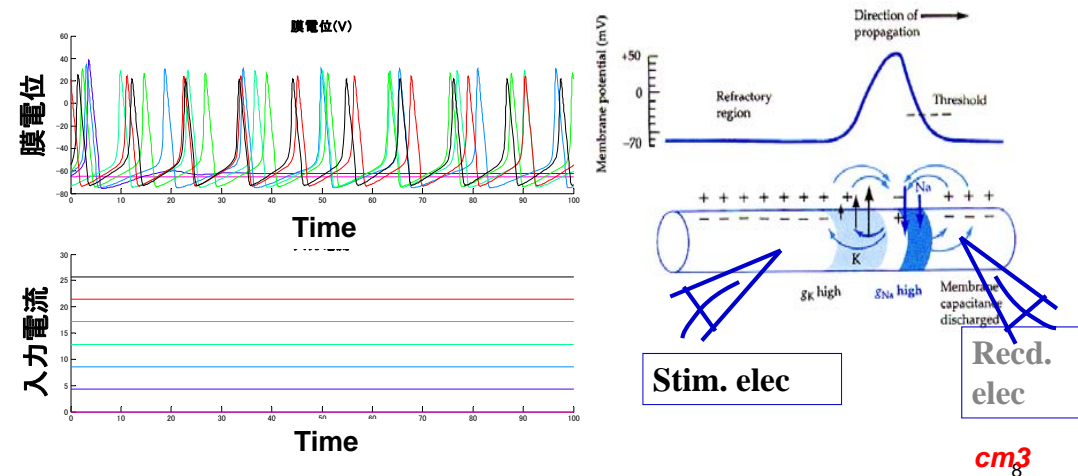 膜電位(V)
膜電位
60
40
20
0
−20
−40
−60
−80
0 10 20 30 40 50 60 70 80 90 100
Time
入力電流
30
25
20
15
10
5
0
0 10 20 30 40 50 60 70 80 90 100
Time
Direction of
propagation
Membrane potential (mV)
+50
0
−70
Refractory
region
Threshold
+ + + + + + + + − + + +
− − − − − − − + − − −
Na
K
gK high
gNa high
Membrane
capacitance
discharged
Stim. elec
Recd.
elec
cm3
8